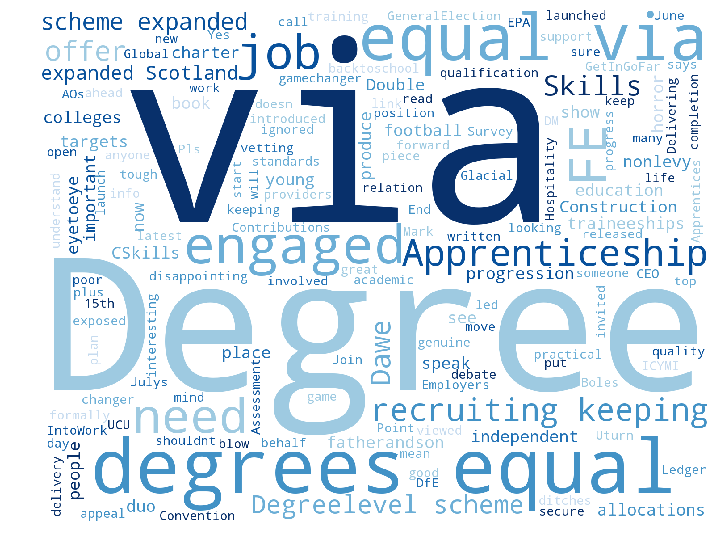 scheme expanded
call
training
GeneralElection
EPA
launched
June
new
Yes
offer
Global
charter
job
equal via
support
sure
expanded Scotland
gamechanger
backtoschool
Double
qualification
GetInGoFar
says
AOs
ahead
work
book
doesn
link
read
position
Skills
keep
horror
Delivering
completion
colleges
introduced
ignored
produce
football
Survey
DM
show
progress
many
targets
Pls
vetting
forward
FE
nonlevy
open
anyone
standards
piece
tough
start
will
young
providers
relation
Glacial
Hospitality
education
life
understand
eyetoeye
important
launch
info
now
via
keeping
End
looking
Construction
traineeships
Apprentices
latest
Contributions
Mark
written
released
CSkills
engaged
Apprenticeship
poor
disappointing
involved
great
academic
progression
someone
CEO
top
plus
15th
Degree
exposed
interesting
led
see
move
invited
plan
Dawe
genuine
place
Join
speak
debate
practical
put
quality
ICYMI
Julys
Assessment
Employers
Boles
changer
mind
game
formally
need
recruiting keeping
IntoWork
UCU
Point
viewed
independent
Uturn
day
shouldnt
blow
behalf
fatherandson
delivery
people
degrees equal
mean
good
DfE
Ledger
appeal
duo
Convention
Degreelevel scheme
ditches
secure
allocations